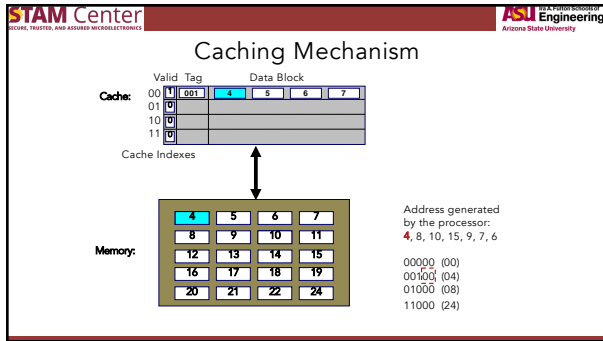 STAM Center
SECURE, TRUSTED, AND ASSURED MICROELECTRONICS
ASU Ira A. Fulton Schools of
Engineering
Arizona State University
Caching Mechanism
Valid Tag Data Block
Cache: 00 1 001 4 5 6 7
01 0
10 0
11 0
Cache Indexes
Memory:
4 5 6 7
8 9 10 11
12 13 14 15
16 17 18 19
20 21 22 24
Address generated
by the processor:
4, 8, 10, 15, 9, 7, 6
00000 (00)
00100 (04)
01000 (08)
11000 (24)